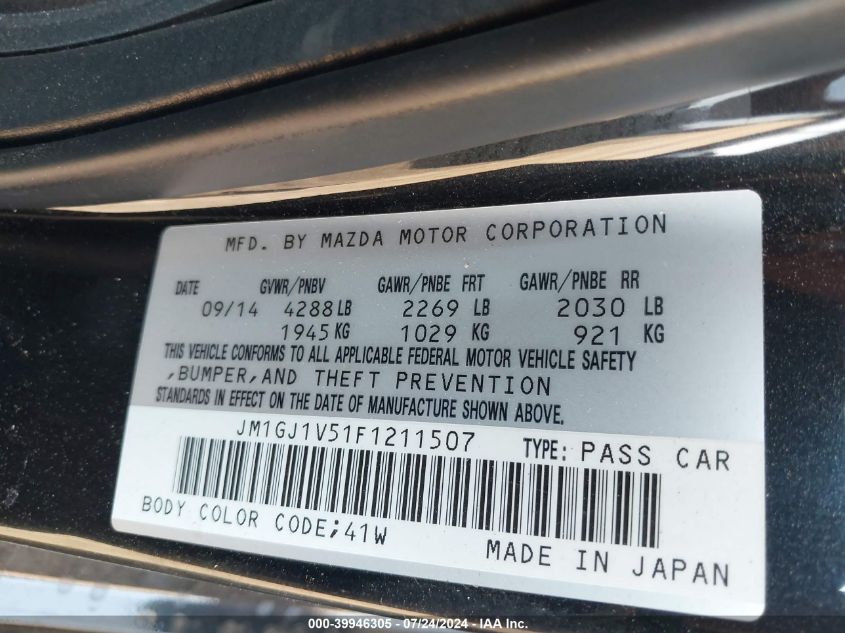 MFD. BY MAZDA MOTOR CORPORATION
DATE GVWR/PNBV GAWR/PNBE FRT GAWR/PNBE RR
09/14 4288 LB 2269 LB 2030 LB
1945 KG 1029 KG 921 KG
THIS VEHICLE CONFORMS TO ALL APPLICABLE FEDERAL MOTOR VEHICLE SAFETY
,BUMPER,AND THEFT PREVENTION
STANDARDS IN EFFECT ON THE DATE OF MANUFACTURE SHOWN ABOVE.
JM1GJ1V51F1211507 TYPE: PASS CAR
BODY COLOR CODE;41W
MADE IN JAPAN
000-39946305 - 07/24/2024 - IAA Inc.